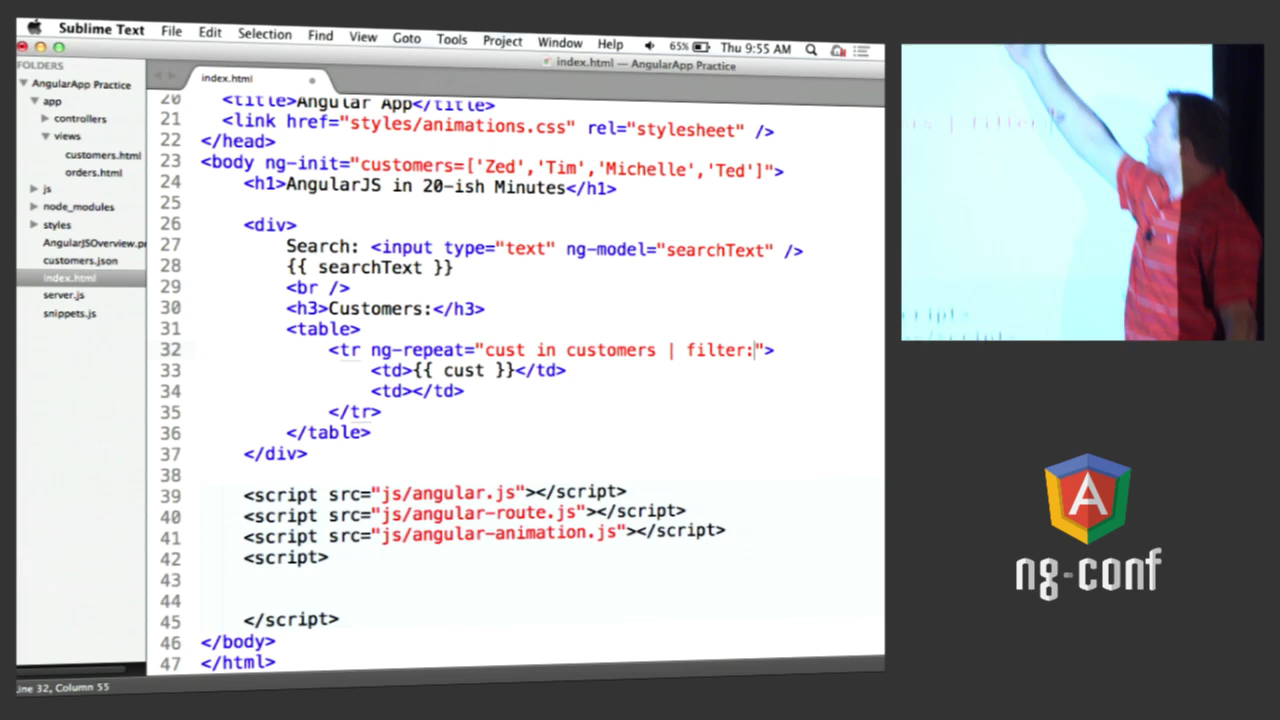 Sublime Text File Edit Selection Find View Goto Tools Project Window Help 65% Thu 9:55 AM
index.html — AngularApp Practice
FOLDERS
AngularApp Practice
app
controllers
views
customers.html
orders.html
js
node_modules
styles
AngularJSOverview.pr
customers.json
index.html
server.js
snippets.js
index.html
20 <title>Angular App</title>
21 <link href="styles/animations.css" rel="stylesheet" />
22 </head>
23 <body ng-init="customers=['Zed','Tim','Michelle','Ted']">
24 <h1>AngularJS in 20-ish Minutes</h1>
25
26 <div>
27 Search: <input type="text" ng-model="searchText" />
28 {{ searchText }}
29 <br />
30 <h3>Customers:</h3>
31 <table>
32 <tr ng-repeat="cust in customers | filter:">
33 <td>{{ cust }}</td>
34 <td></td>
35 </tr>
36 </table>
37 </div>
38
39 <script src="js/angular.js"></script>
40 <script src="js/angular-route.js"></script>
41 <script src="js/angular-animation.js"></script>
42 <script>
43
44
45 </script>
46 </body>
47 </html>
Line 32, Column 55
rs | filter:
cript>
script>
A
ng-conf